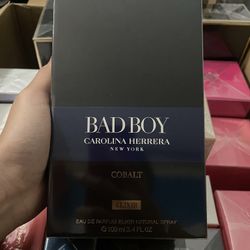 BAD BOY
CAROLINA HERRERA
NEW YORK
COBALT
ELIXIR
EAU DE PARFUM ELIXIR NATURAL SPRAY
100 ml 3.4 FL.OZ